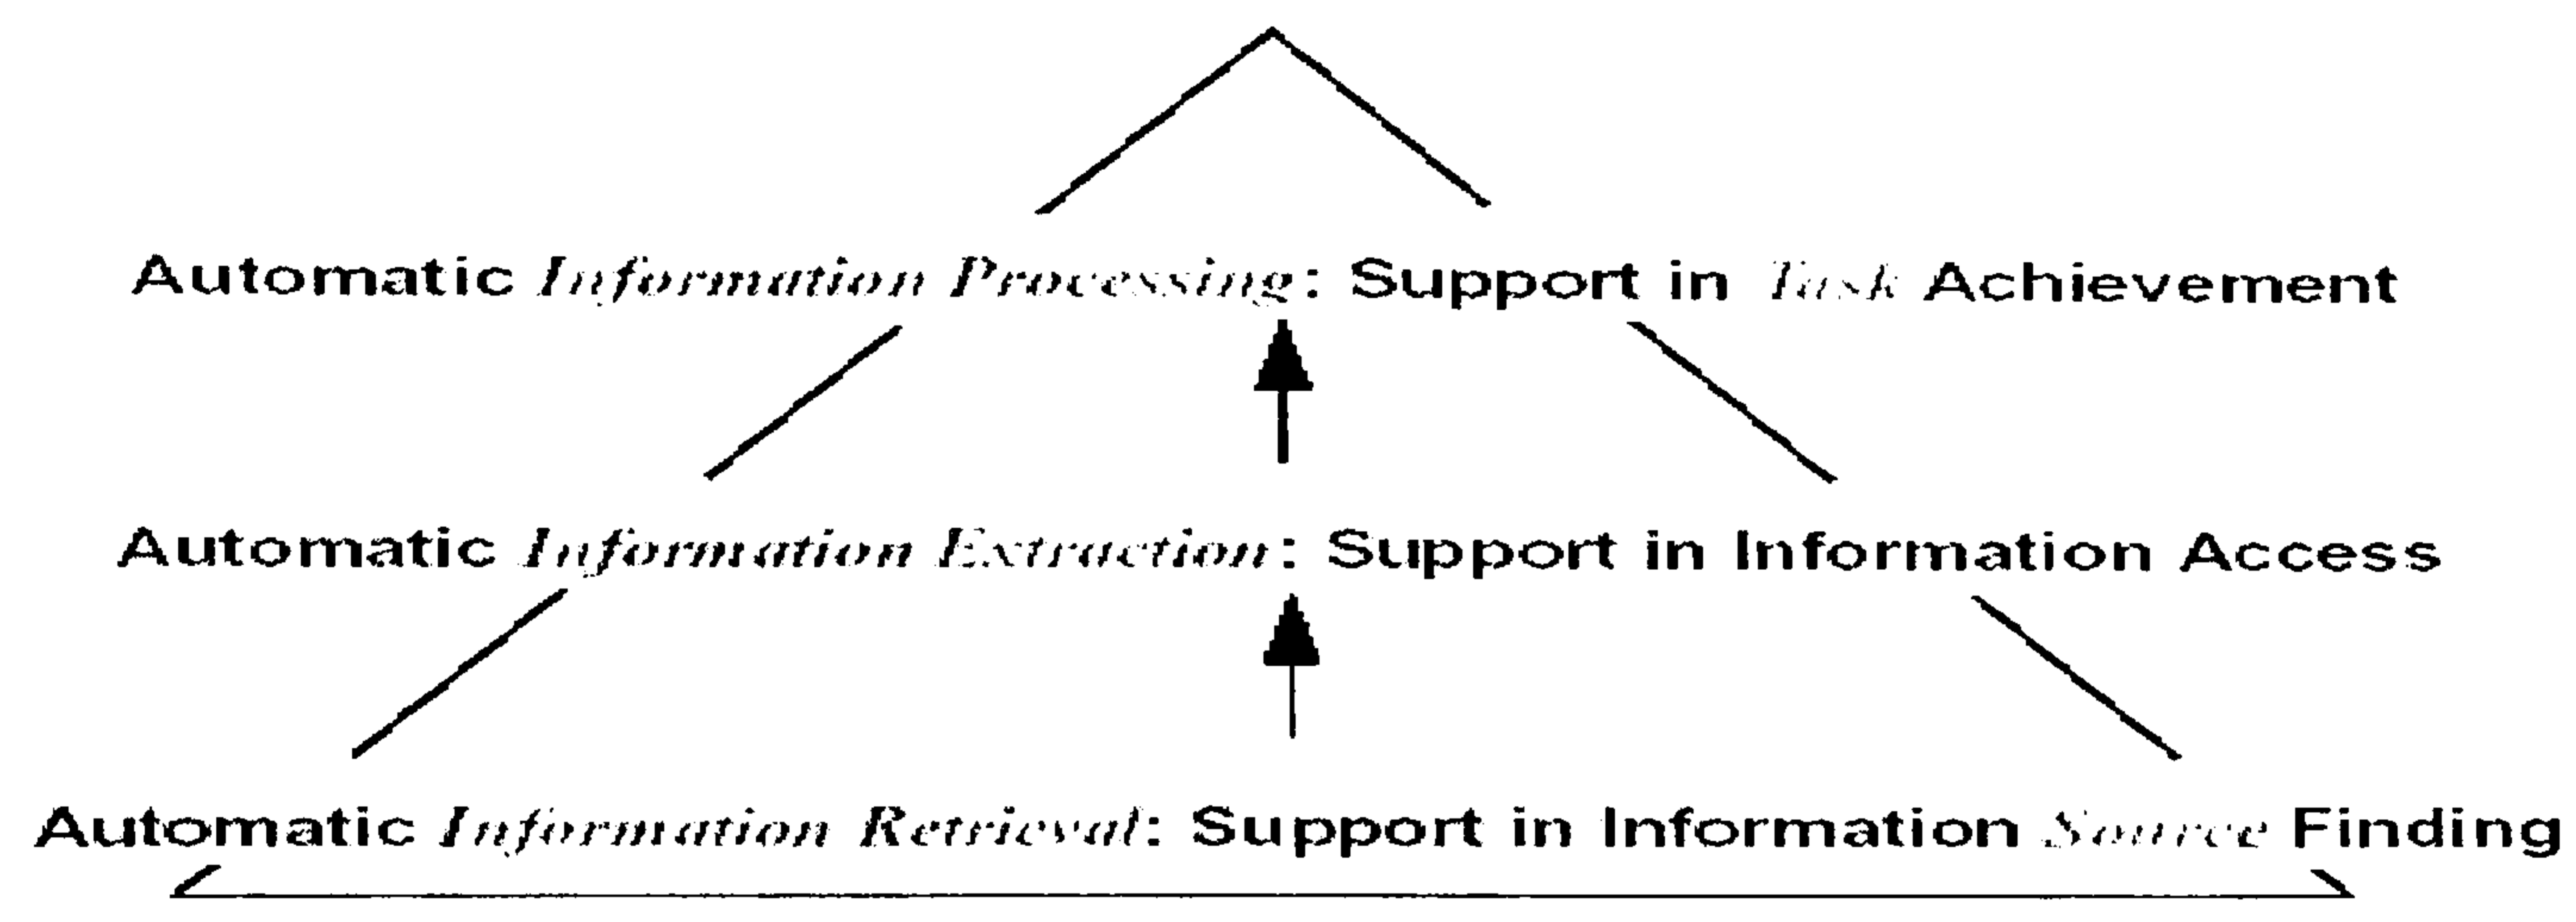 Automatic Information Processing: Support in Task Achievement
Automatic Information Extraction: Support in Information Access
Automatic Information Retrieval: Support in Information Source Finding